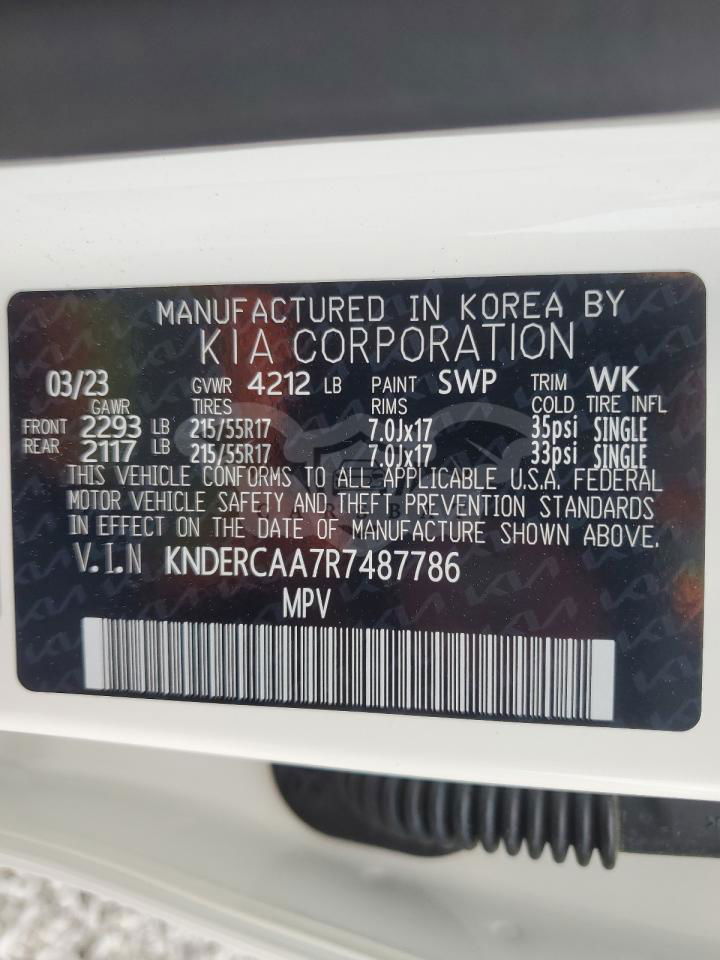 MANUFACTURED IN KOREA BY
KIA CORPORATION
03/23 GVWR 4212 LB PAINT SWP TRIM WK
GAWR TIRES RIMS COLD TIRE INFL
FRONT 2293 LB 215/55R17 7.0Jx17 35psi SINGLE
REAR 2117 LB 215/55R17 7.0Jx17 33psi SINGLE
THIS VEHICLE CONFORMS TO ALL APPLICABLE U.S.A. FEDERAL
MOTOR VEHICLE SAFETY AND THEFT PREVENTION STANDARDS
IN EFFECT ON THE DATE OF MANUFACTURE SHOWN ABOVE.
V.I.N KNDERCAA7R7487786
MPV